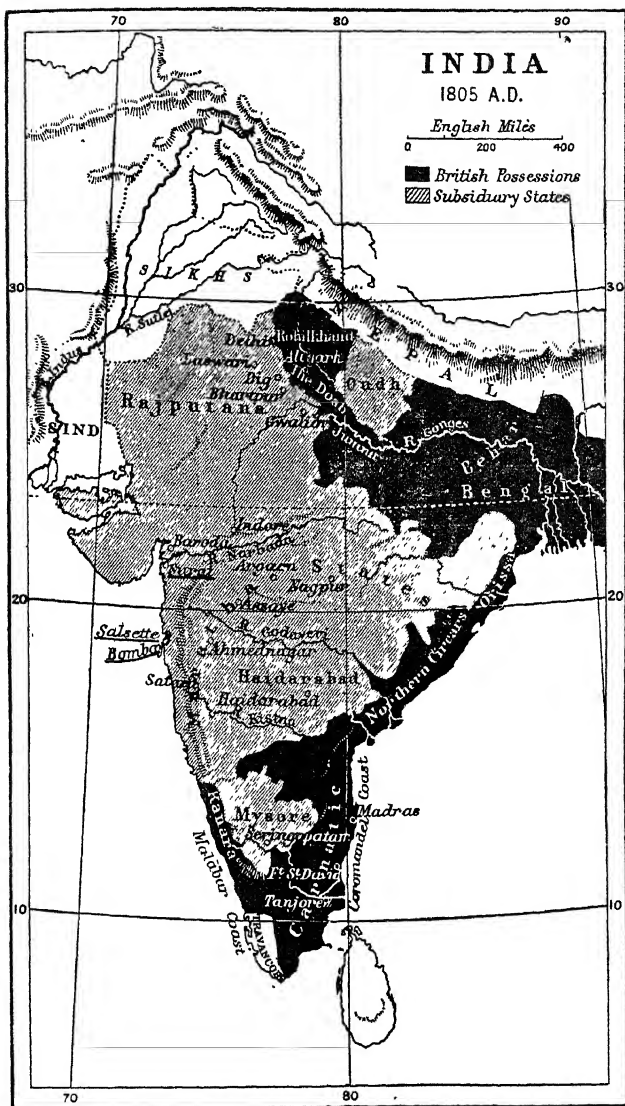 70
80
90
INDIA
1805 A.D.
English Miles
0 200 400
British Possessions
Subsidiary States
SIKHS
30
30
R. Sutlej
Indus
NEPAL
Delhi
Rohilkhand
Aligarh
Laswari
Dig
Bhartpur
The Doab
Oudh
Rajputana
Gwalior
Jumna
R. Ganges
SIND
Behar
Bengal
Indore
Baroda
R. Narbada
Surat
Argaon
States
Nagpur
Orissa
20
20
Assaye
Salsette
Bombay
R. Godaveri
Ahmednagar
Satara
Haidarabad
Haidarabad
Northern Circars
Kistna
Mysore
Seringapatam
Carnatic
Coromandel Coast
Madras
Kanara
Malabar Coast
Ft. St. David
Tanjore
10
10
TRAVANCORE
70
80